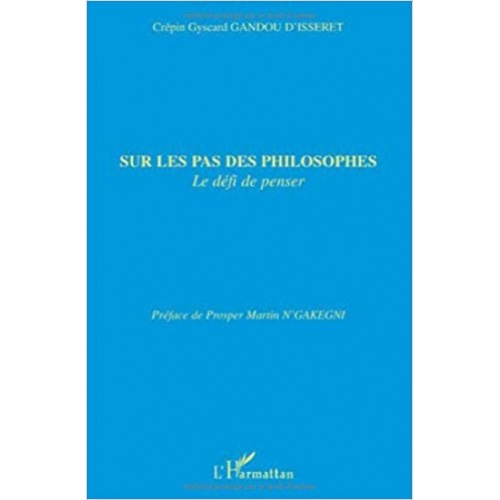 Crépin Gyscard GANDOU D'ISSERET
SUR LES PAS DES PHILOSOPHES
Le défi de penser
Préface de Prosper Martin N'GAKEGNI
L'Harmattan